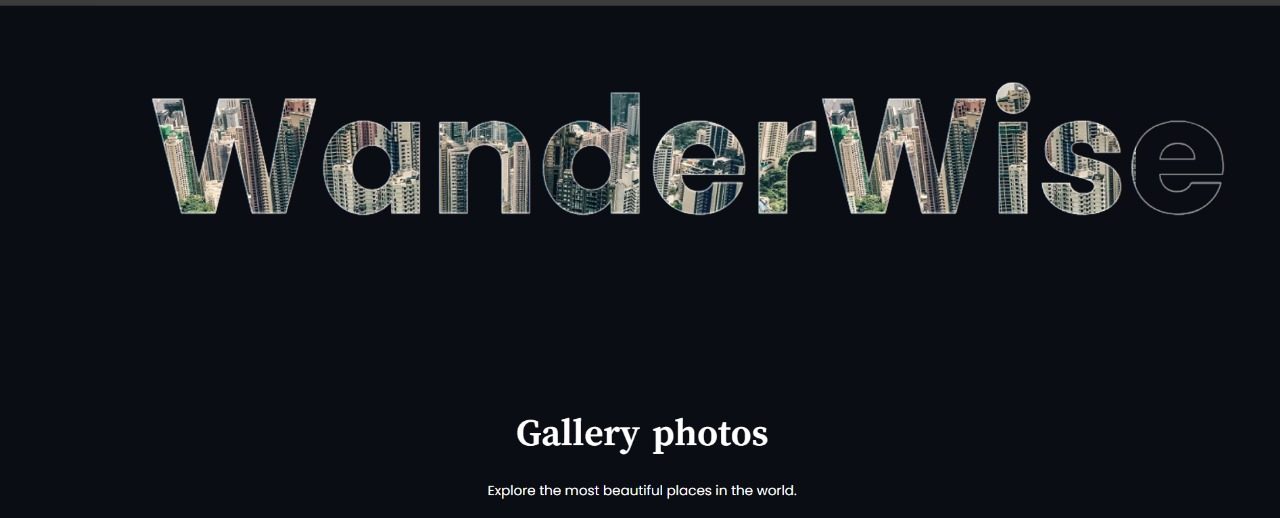 WanderWise
Gallery photos
Explore the most beautiful places in the world.